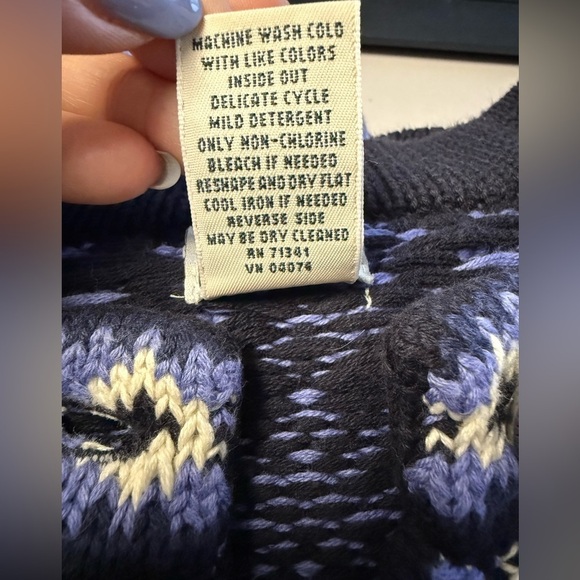 MACHINE WASH COLD
WITH LIKE COLORS
INSIDE OUT
DELICATE CYCLE
MILD DETERGENT
ONLY NON-CHLORINE
BLEACH IF NEEDED
RESHAPE AND DRY FLAT
COOL IRON IF NEEDED
REVERSE SIDE
MAY BE DRY CLEANED
RN 71341
VN 04074